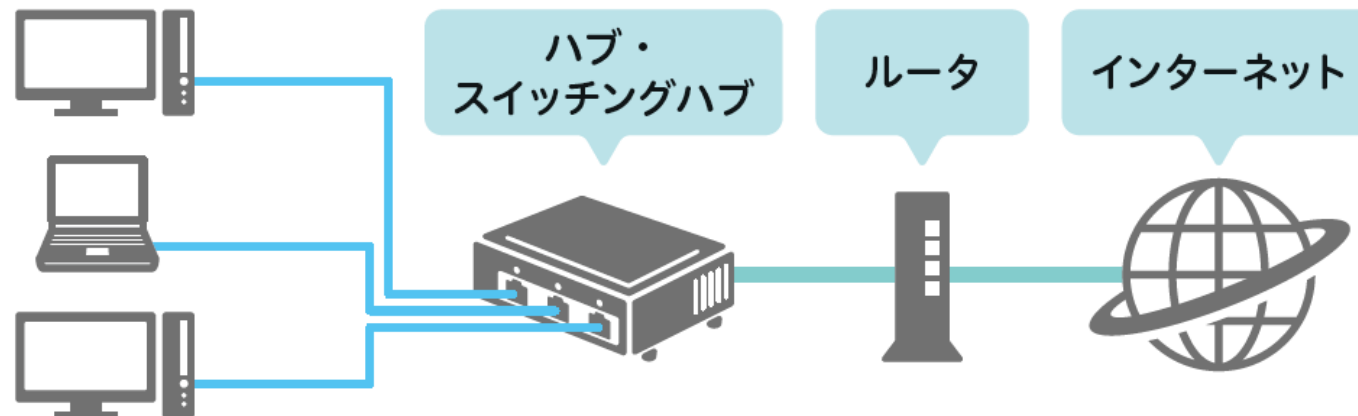 ハブ・
スイッチングハブ
ルータ
インターネット